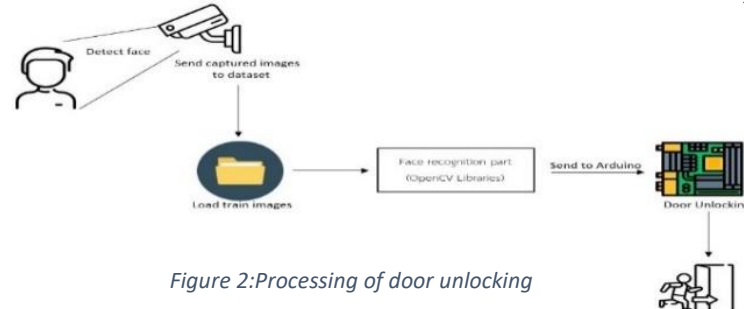 Detect face
Send captured images
to dataset
Load train images
Face recognition part
(OpenCV Libraries)
Send to Arduino
Door Unlockin
Figure 2:Processing of door unlocking